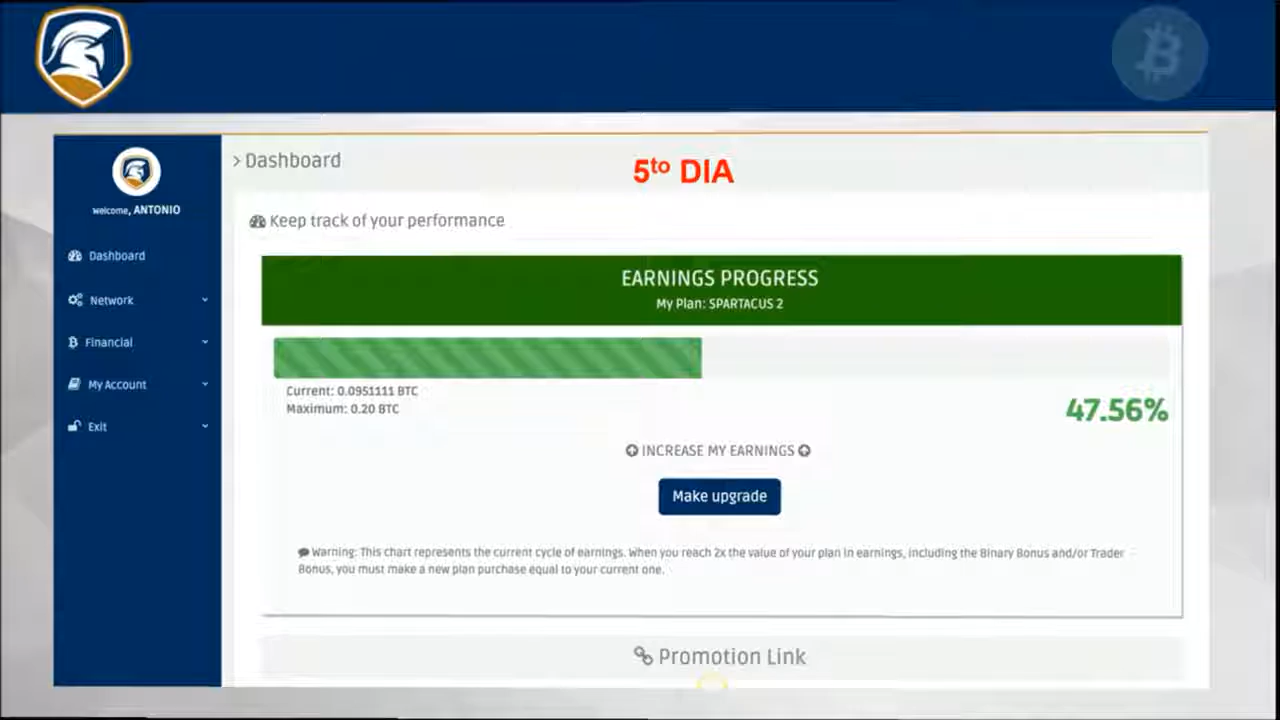 > Dashboard
5to DIA
Welcome, ANTONIO
Dashboard
Network
Financial
My Account
Exit
Keep track of your performance
EARNINGS PROGRESS
My Plan: SPARTACUS 2
Current: 0.0951111 BTC
Maximum: 0.20 BTC
47.56%
INCREASE MY EARNINGS
Make upgrade
Warning: This chart represents the current cycle of earnings. When you reach 2x the value of your plan in earnings, including the Binary Bonus and/or Trader
Bonus, you must make a new plan purchase equal to your current one.
Promotion Link